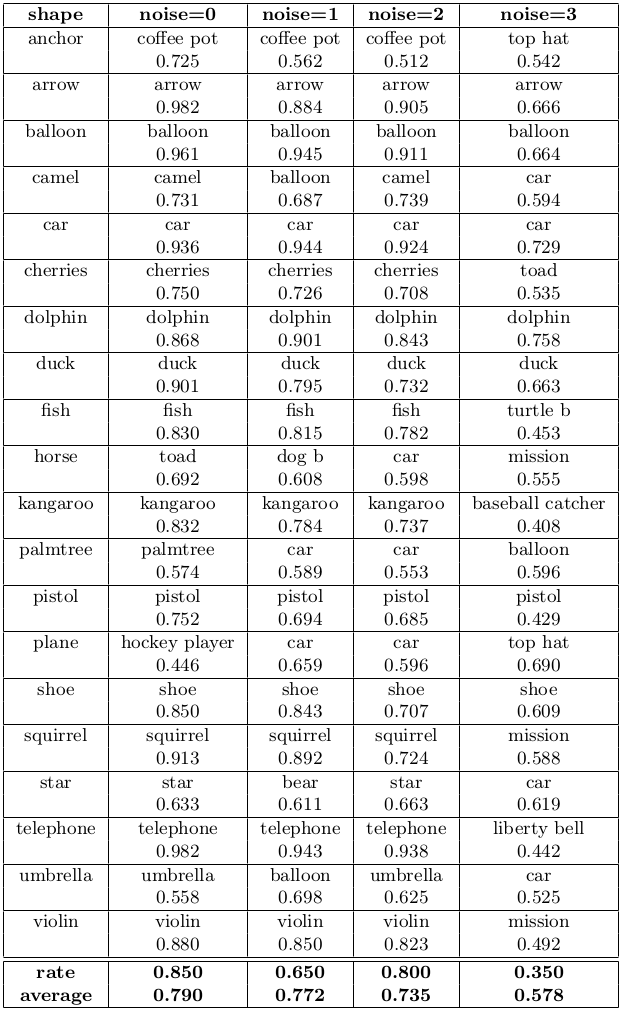 shape noise=0 noise=1 noise=2 noise=3
anchor coffee pot coffee pot coffee pot top hat
0.725 0.562 0.512 0.542
arrow arrow arrow arrow arrow
0.982 0.884 0.905 0.666
balloon balloon balloon balloon balloon
0.961 0.945 0.911 0.664
camel camel balloon camel car
0.731 0.687 0.739 0.594
car car car car car
0.936 0.944 0.924 0.729
cherries cherries cherries cherries toad
0.750 0.726 0.708 0.535
dolphin dolphin dolphin dolphin dolphin
0.868 0.901 0.843 0.758
duck duck duck duck duck
0.901 0.795 0.732 0.663
fish fish fish fish turtle b
0.830 0.815 0.782 0.453
horse toad dog b car mission
0.692 0.608 0.598 0.555
kangaroo kangaroo kangaroo kangaroo baseball catcher
0.832 0.784 0.737 0.408
palmtree palmtree car car balloon
0.574 0.589 0.553 0.596
pistol pistol pistol pistol pistol
0.752 0.694 0.685 0.429
plane hockey player car car top hat
0.446 0.659 0.596 0.690
shoe shoe shoe shoe shoe
0.850 0.843 0.707 0.609
squirrel squirrel squirrel squirrel mission
0.913 0.892 0.724 0.588
star star bear star car
0.633 0.611 0.663 0.619
telephone telephone telephone telephone liberty bell
0.982 0.943 0.938 0.442
umbrella umbrella balloon umbrella car
0.558 0.698 0.625 0.525
violin violin violin violin mission
0.880 0.850 0.823 0.492
rate 0.850 0.650 0.800 0.350
average 0.790 0.772 0.735 0.578